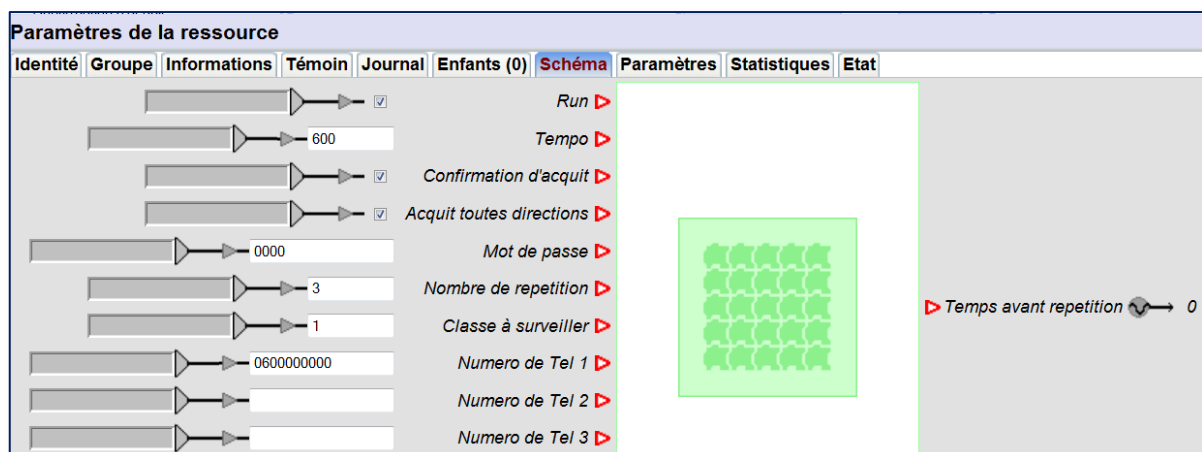 Paramètres de la ressource
Identité Groupe Informations Témoin Journal Enfants (0) Schéma Paramètres Statistiques Etat
Run
600 Tempo
Confirmation d'acquit
Acquit toutes directions
0000 Mot de passe
3 Nombre de repetition
1 Classe à surveiller
Temps avant repetition 0
0600000000 Numero de Tel 1
Numero de Tel 2
Numero de Tel 3